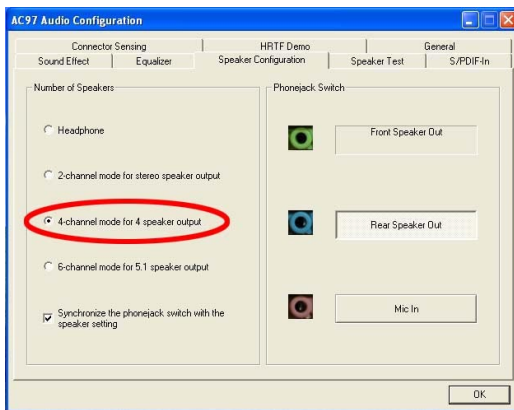 AC97 Audio Configuration
Connector Sensing
HRTF Demo
General
Sound Effect
Equalizer
Speaker Configuration
Speaker Test
S/PDIF-In
Number of Speakers
Headphone
2-channel mode for stereo speaker output
4-channel mode for 4 speaker output
6-channel mode for 5.1 speaker output
Synchronize the phonejack switch with the
speaker setting
Phonejack Switch
Front Speaker Out
Rear Speaker Out
Mic In
OK